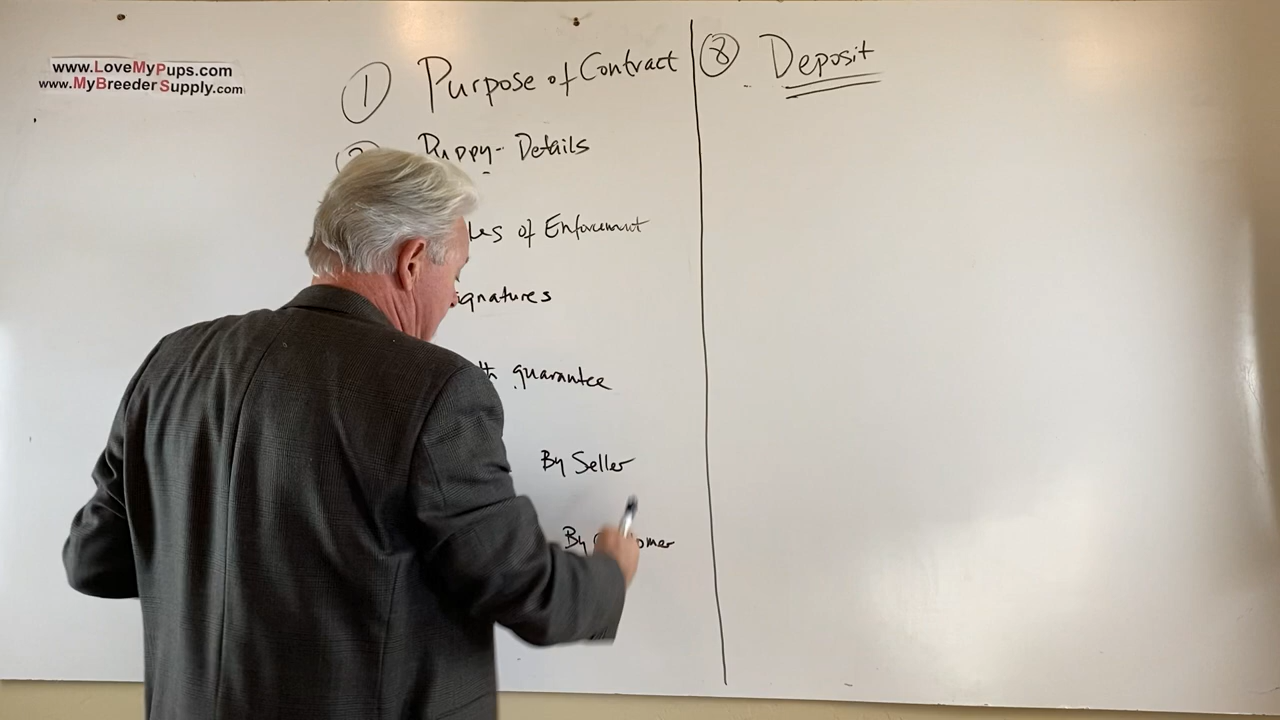 www.LoveMyPups.com
www.MyBreederSupply.com
① Purpose of Contract
Puppy- Details
of Enforcement
guarantee
By Seller
By
⑧ Deposit